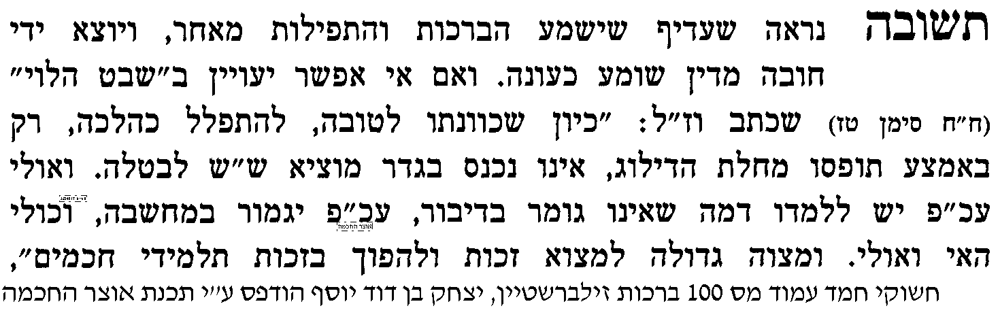 תשובה נראה שעדיף שישמע הברכות והתפילות מאחר, ויוצא ידי
חובה מדין שומע כעונה. ואם אי אפשר יעויין ב״שבט הלוי״
(ח״ח סימן טז) שכתב וז״ל: ״כיון שכוונתו לטובה, להתפלל כהלכה, רק
באמצע תופסו מחלת הדילוג, אינו נכנס בגדר מוציא ש״ש לבטלה. ואולי
עכ״פ יש ללמדו דמה שאינו גומר בדיבור, עכ״פ יגמור במחשבה, וכולי
אוצר החכמה
האי ואולי. ומצוה גדולה למצוא זכות ולהפוך בזכות תלמידי חכמים״,
חשוקי חמד עמוד מס 100 ברכות זילברשטיין, יצחק בן דוד יוסף הודפס ע״י תכנת אוצר החכמה